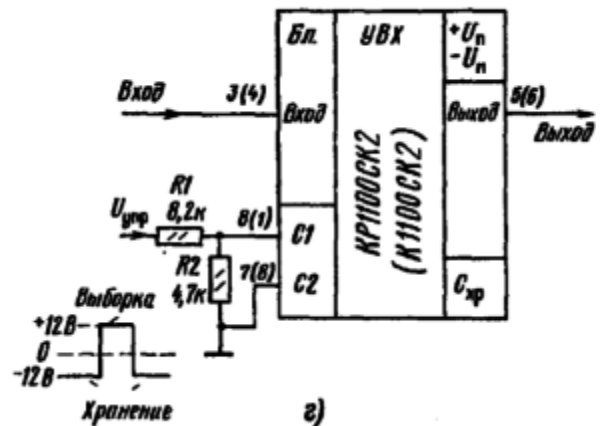 Бл.
УВХ
+Uп
-Uп
Вход
3(4)
Вход
Выход
5(6)
Выход
КР1100СК2
(К1100СК2)
R1
8,2к
Uупр
8(1)
C1
R2
4,7к
7(8)
C2
Cхр
Выборка
+12В
0
-12В
Хранение
г)